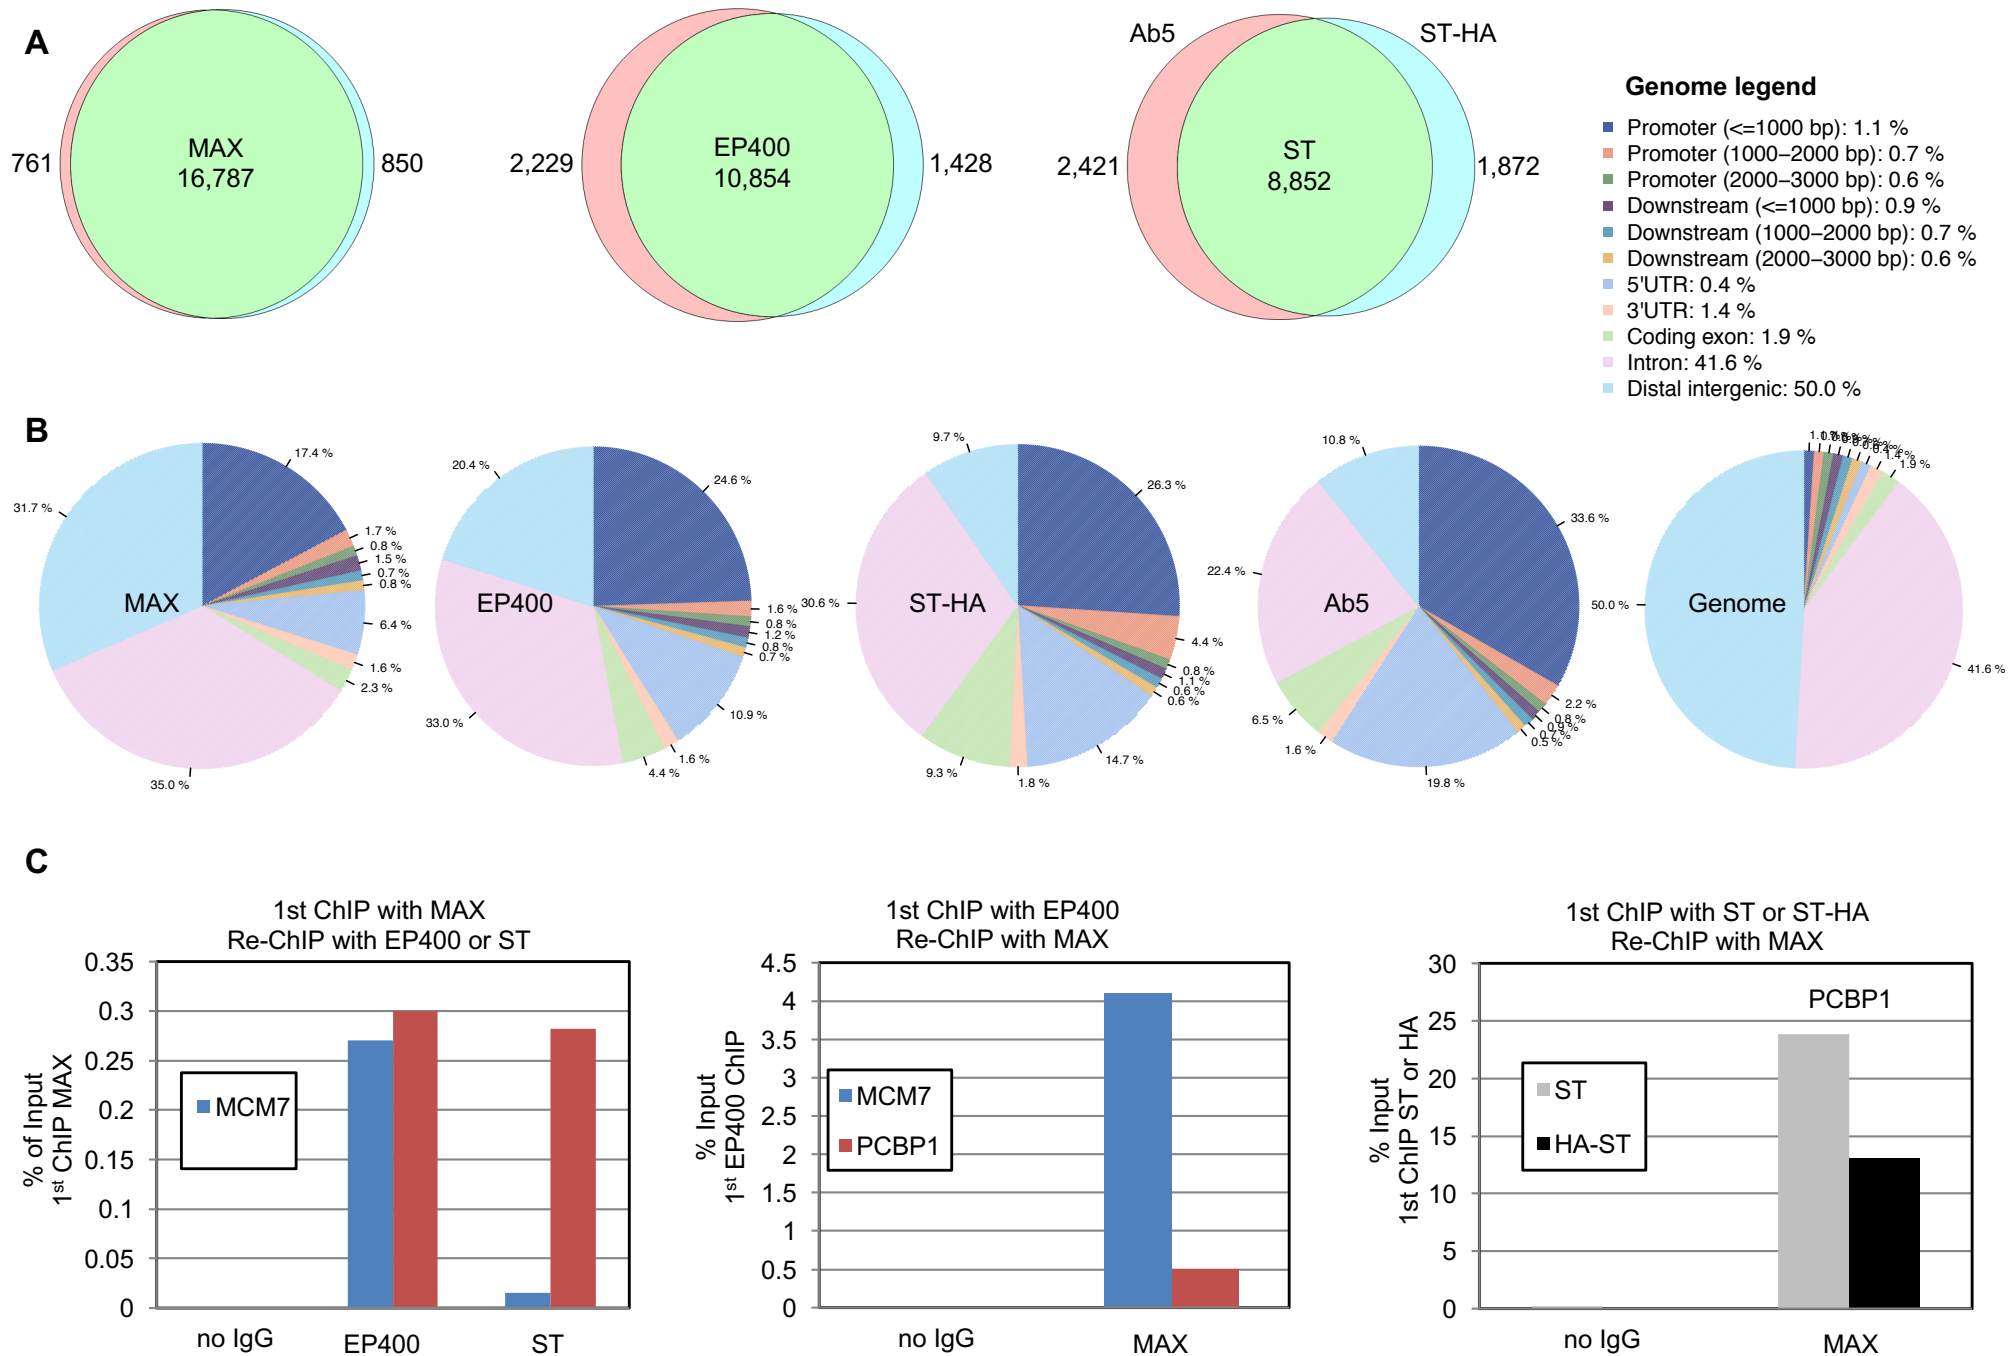 A
761
MAX
16,787
850
2,229
EP400
10,854
1,428
Ab5
ST-HA
2,421
ST
8,852
1,872
Genome legend
Promoter (<=1000 bp): 1.1 %
Promoter (1000–2000 bp): 0.7 %
Promoter (2000–3000 bp): 0.6 %
Downstream (<=1000 bp): 0.9 %
Downstream (1000–2000 bp): 0.7 %
Downstream (2000–3000 bp): 0.6 %
5'UTR: 0.4 %
3'UTR: 1.4 %
Coding exon: 1.9 %
Intron: 41.6 %
Distal intergenic: 50.0 %
B
17.4 %
1.7 %
0.8 %
1.5 %
0.7 %
0.8 %
6.4 %
1.6 %
2.3 %
35.0 %
31.7 %
MAX
24.6 %
1.6 %
0.8 %
1.2 %
0.8 %
0.7 %
10.9 %
1.6 %
4.4 %
33.0 %
20.4 %
EP400
26.3 %
4.4 %
0.8 %
1.1 %
0.6 %
0.6 %
14.7 %
1.8 %
9.3 %
30.6 %
9.7 %
ST-HA
33.6 %
2.2 %
0.8 %
0.9 %
0.7 %
0.5 %
19.8 %
1.6 %
6.5 %
22.4 %
10.8 %
Ab5
1.4 %
1.9 %
41.6 %
50.0 %
Genome
C
1st ChIP with MAX
Re-ChIP with EP400 or ST
% of Input
1st ChIP MAX
0.35
0.3
0.25
0.2
0.15
0.1
0.05
0
MCM7
no IgG
EP400
ST
1st ChIP with EP400
Re-ChIP with MAX
% Input
1st EP400 ChIP
4.5
4
3.5
3
2.5
2
1.5
1
0.5
0
MCM7
PCBP1
no IgG
MAX
1st ChIP with ST or ST-HA
Re-ChIP with MAX
% Input
1st ChIP ST or HA
30
25
20
15
10
5
0
PCBP1
ST
HA-ST
no IgG
MAX